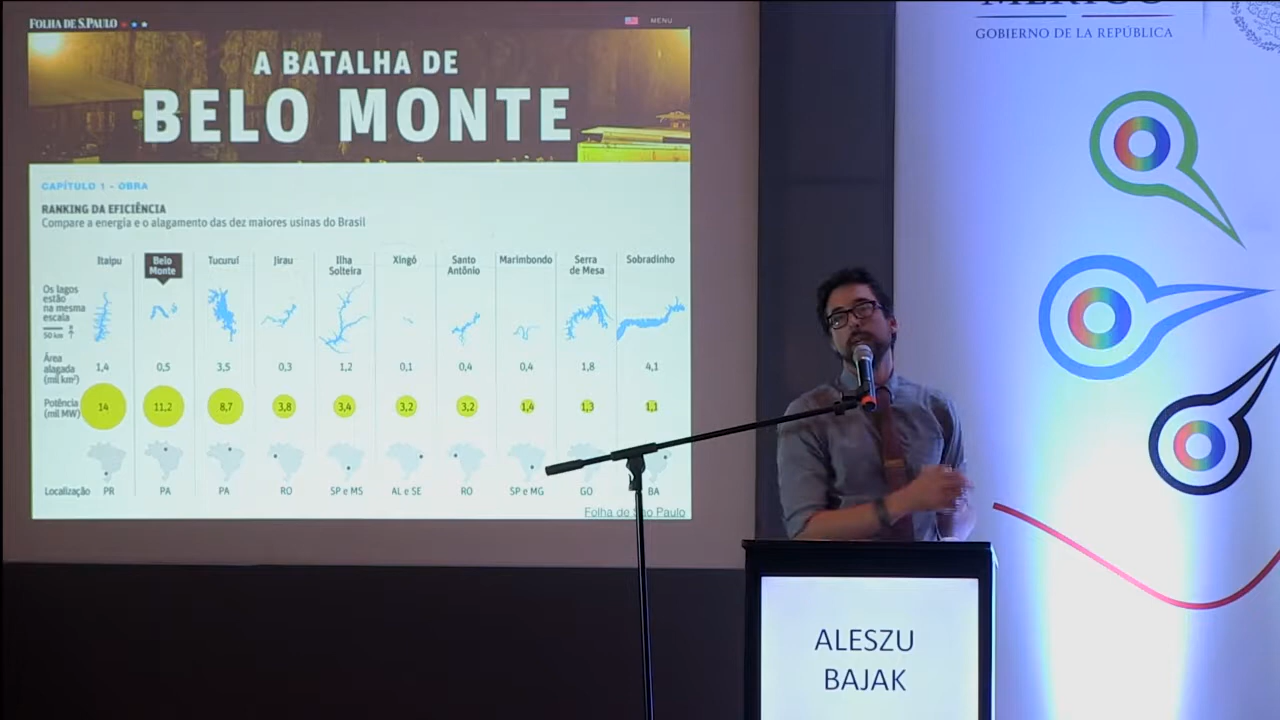 FOLHA DE S.PAULO
MENU
A BATALHA DE
BELO MONTE
CAPÍTULO 1 - OBRA
RANKING DA EFICIÊNCIA
Compare a energia e o alagamento das dez maiores usinas do Brasil
Itaipu Belo Monte Tucuruí Jirau Ilha Solteira Xingó Santo Antônio Marimbondo Serra de Mesa Sobradinho
Os lagos
estão
na mesma
escala
50 km
Área
alagada
(mil km²)
1,4 0,5 3,5 0,3 1,2 0,1 0,4 0,4 1,8 4,1
Potência
(mil MW)
14 11,2 8,7 3,8 3,4 3,2 3,2 1,4 1,3 1,1
Localização PR PA PA RO SP e MS AL e SE RO SP e MG GO BA
Folha de São Paulo
MÉXICO
GOBIERNO DE LA REPÚBLICA
ALESZU
BAJAK